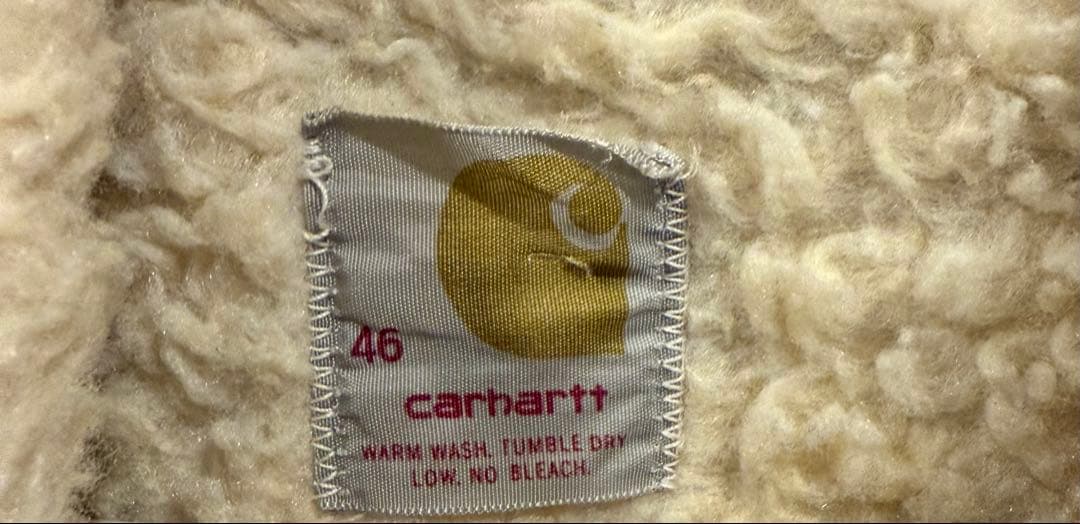 46
carhartt
WARM WASH. TUMBLE DRY
LOW. NO BLEACH.